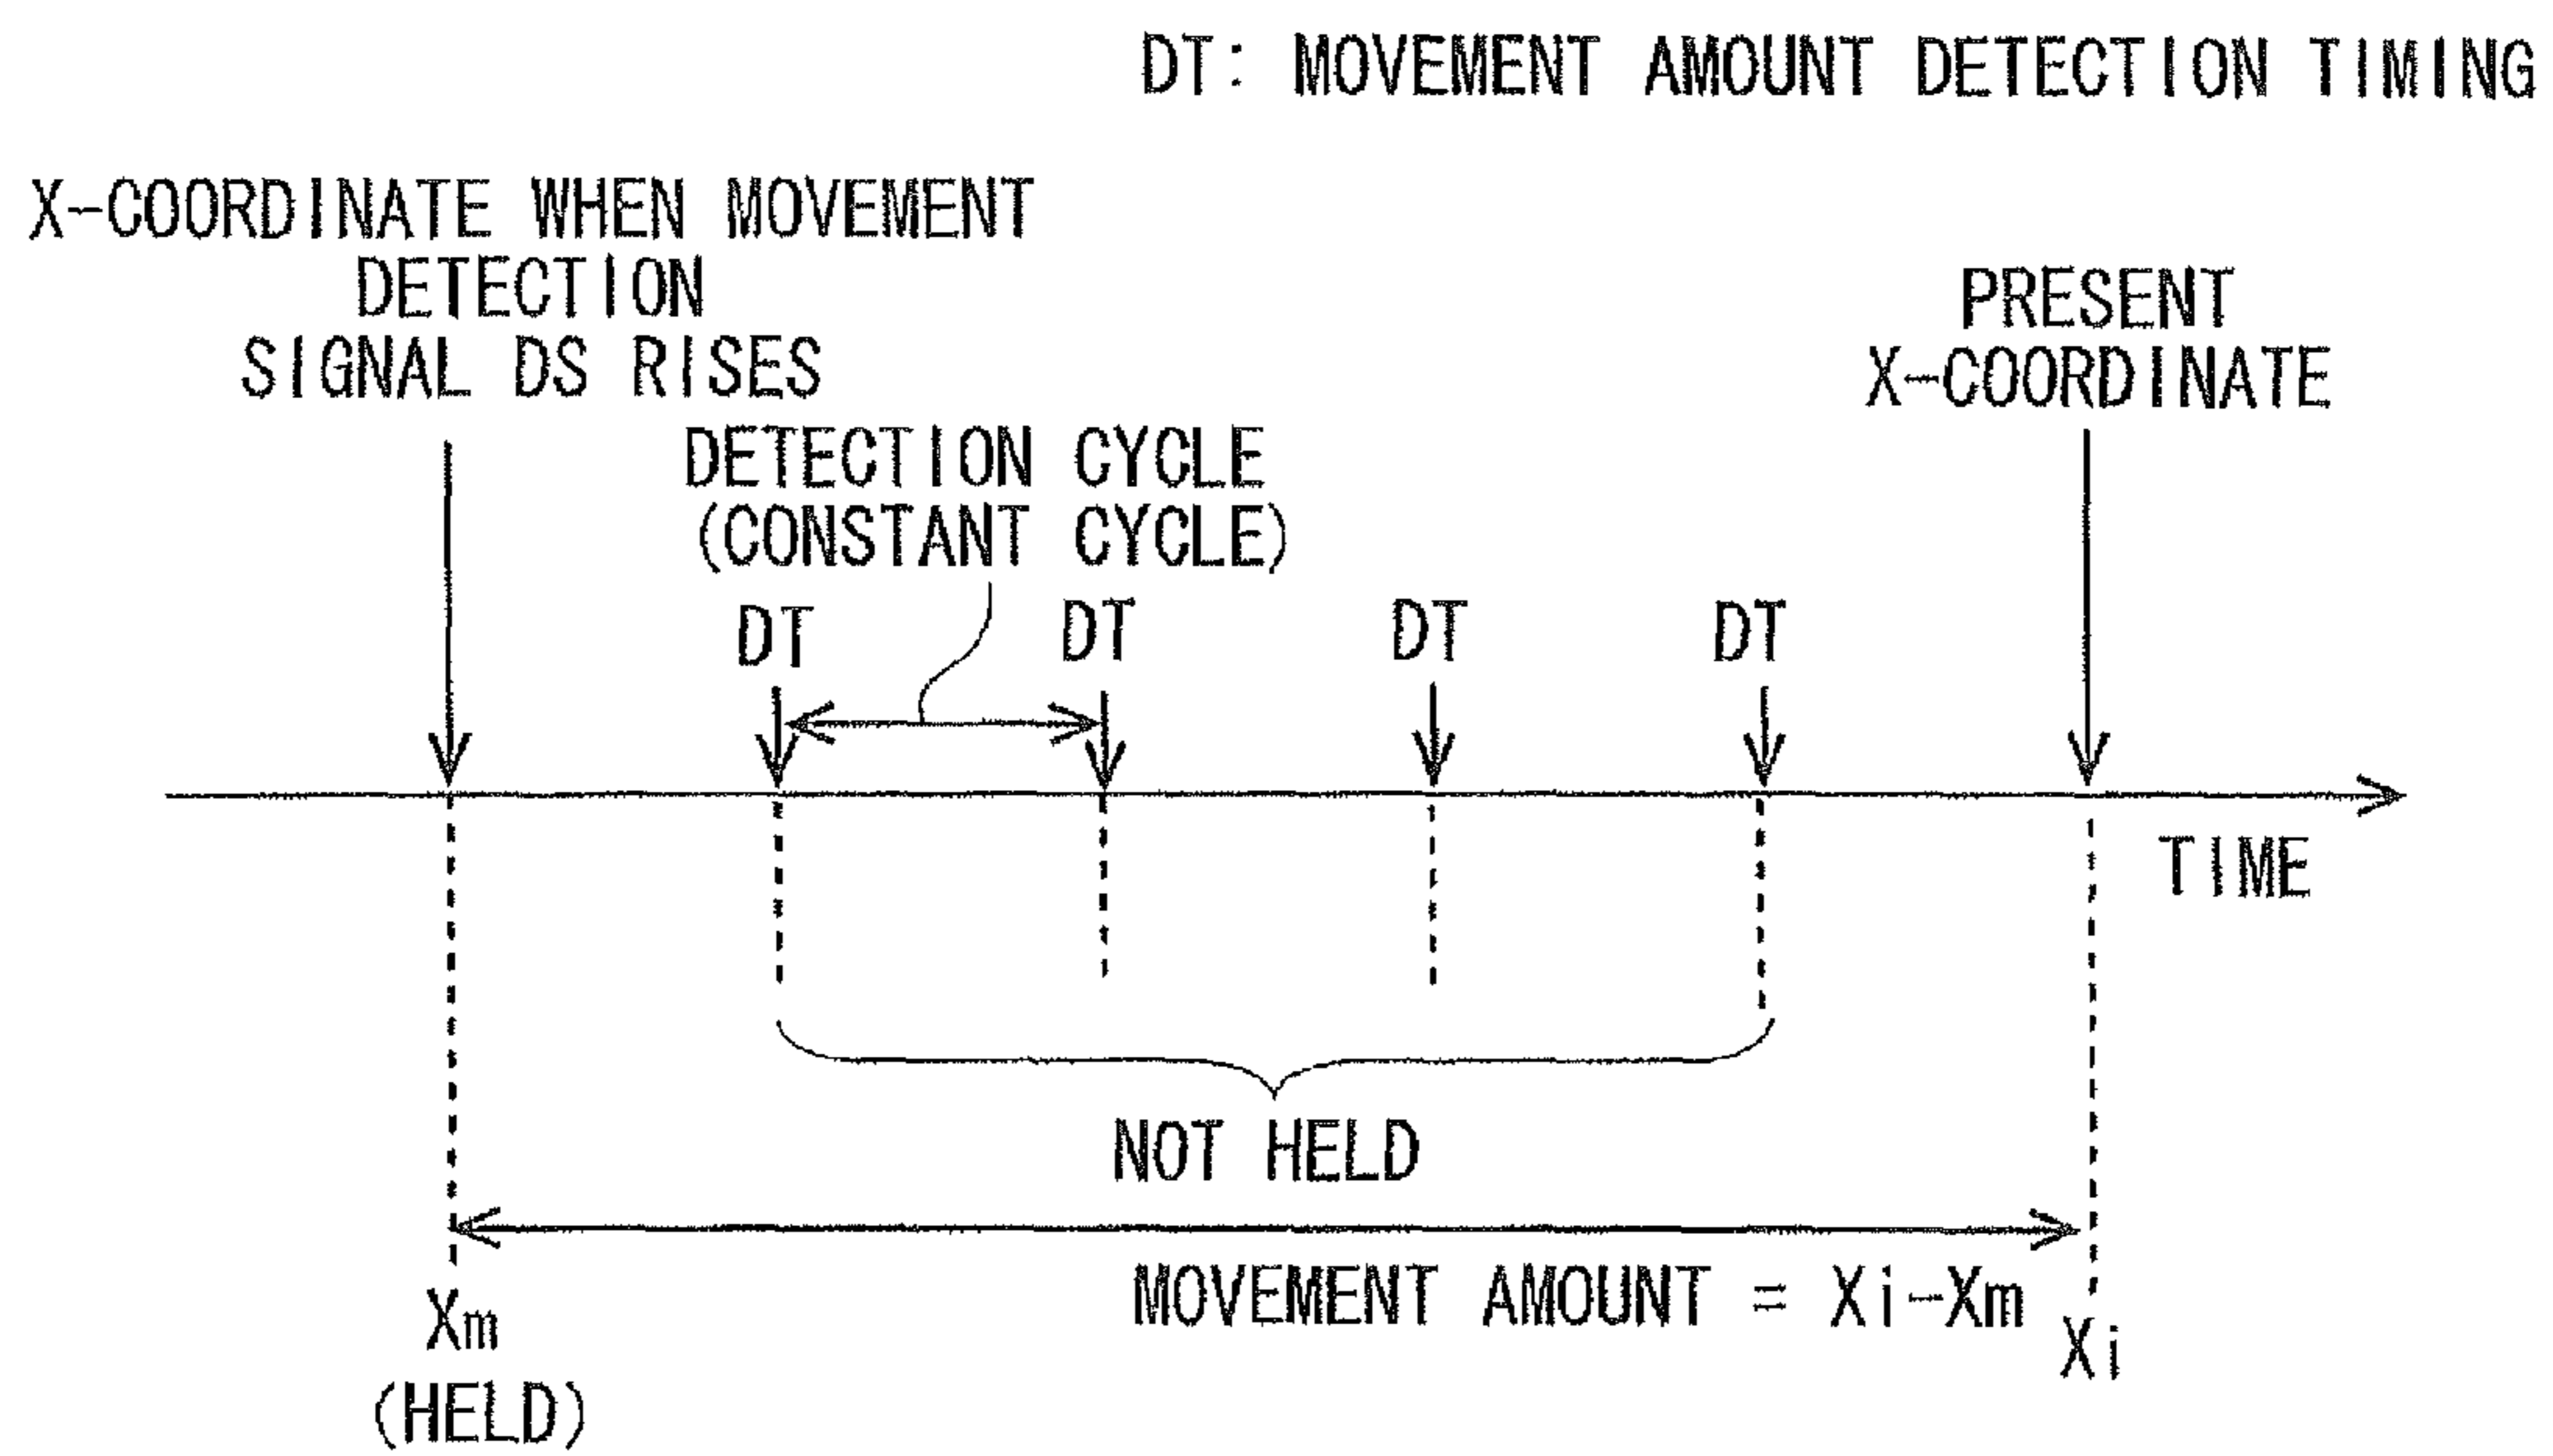 DT: MOVEMENT AMOUNT DETECTION TIMING
X-COORDINATE WHEN MOVEMENT
DETECTION
SIGNAL DS RISES
PRESENT
X-COORDINATE
DETECTION CYCLE
(CONSTANT CYCLE)
DT
DT
DT
DT
TIME
NOT HELD
MOVEMENT AMOUNT = Xi-Xm
Xm
(HELD)
Xi